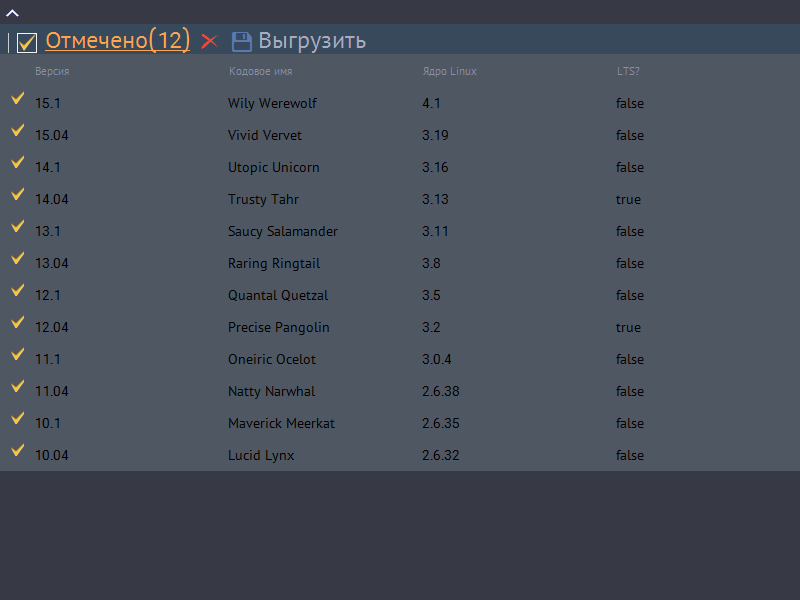 Отмечено(12) Выгрузить
Версия Кодовое имя Ядро Linux LTS?
15.1 Wily Werewolf 4.1 false
15.04 Vivid Vervet 3.19 false
14.1 Utopic Unicorn 3.16 false
14.04 Trusty Tahr 3.13 true
13.1 Saucy Salamander 3.11 false
13.04 Raring Ringtail 3.8 false
12.1 Quantal Quetzal 3.5 false
12.04 Precise Pangolin 3.2 true
11.1 Oneiric Ocelot 3.0.4 false
11.04 Natty Narwhal 2.6.38 false
10.1 Maverick Meerkat 2.6.35 false
10.04 Lucid Lynx 2.6.32 false